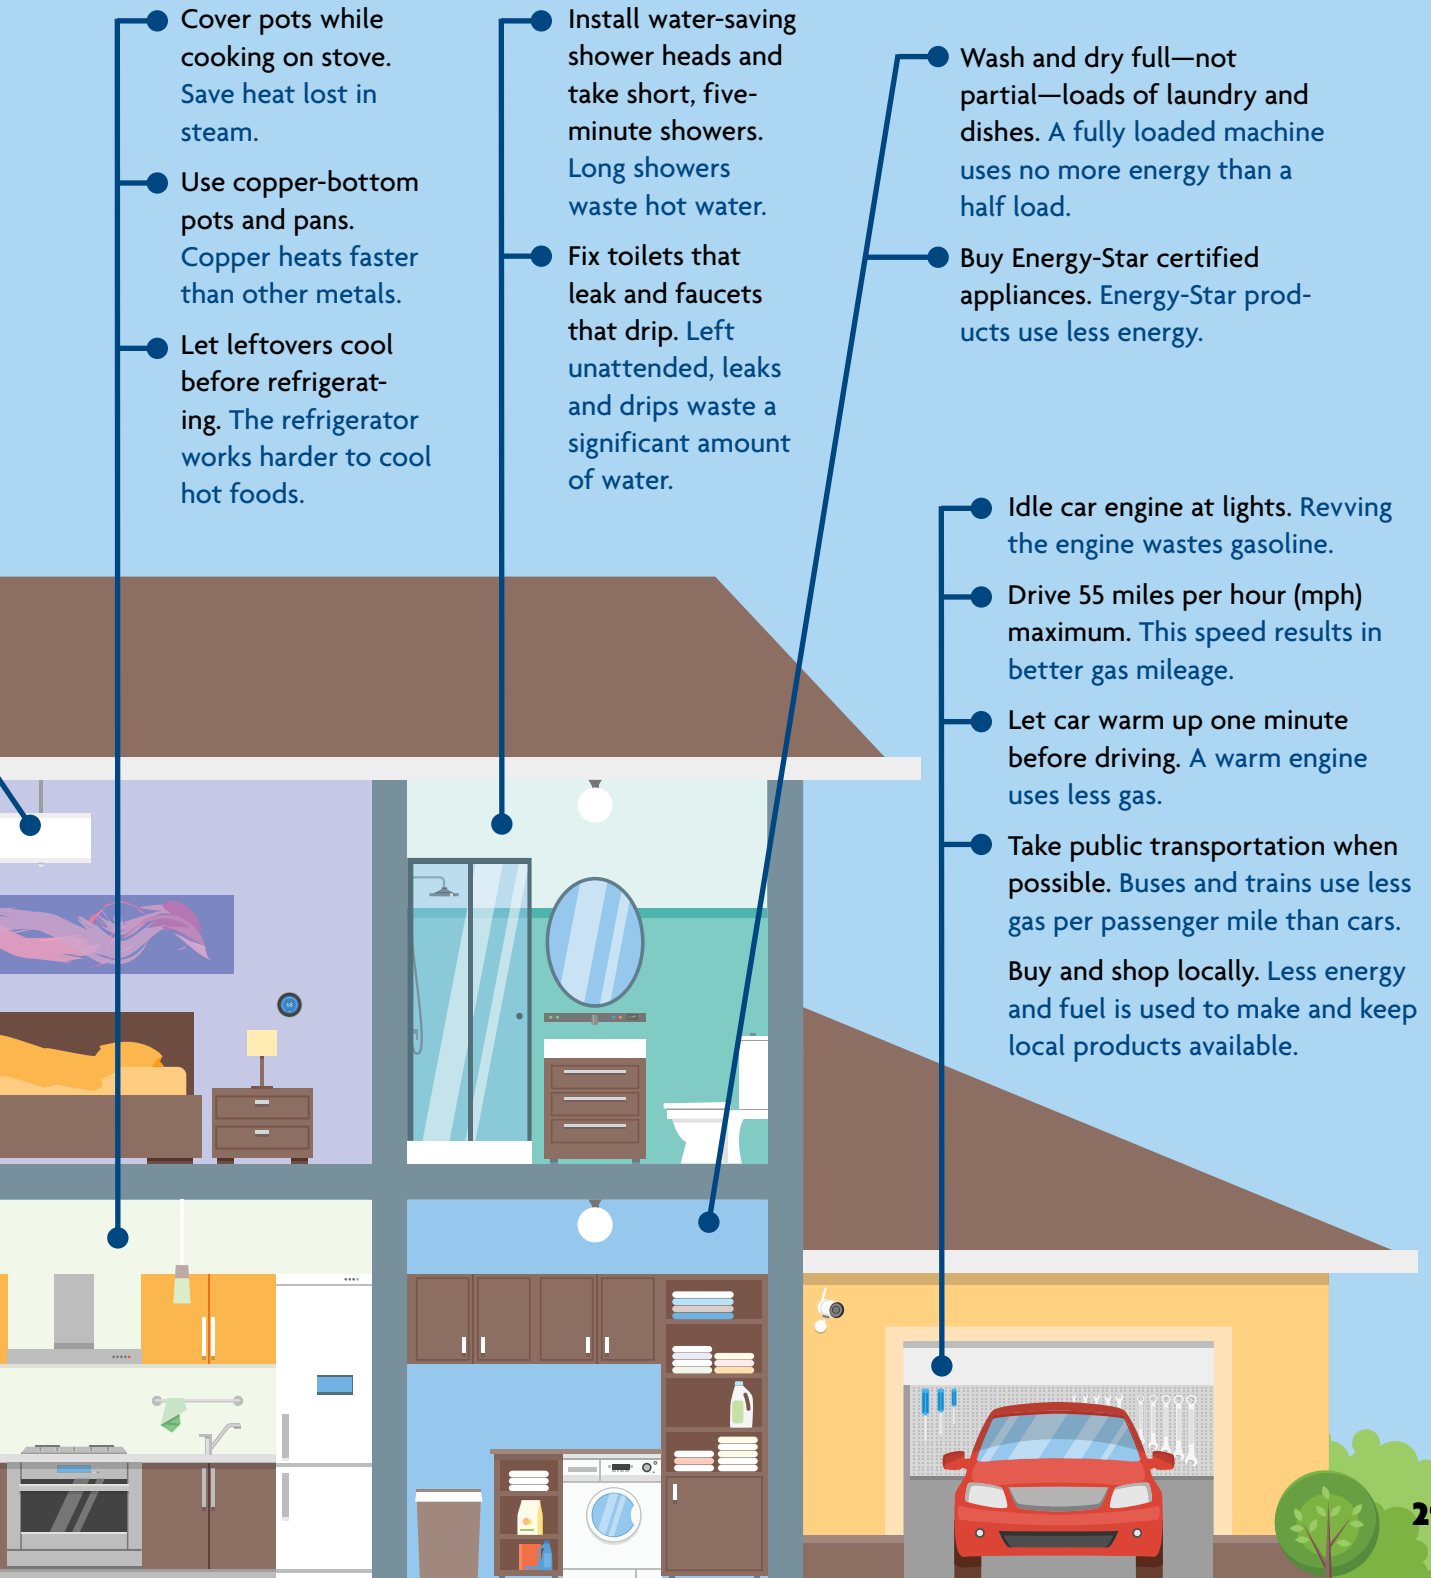 Cover pots while
cooking on stove.
Save heat lost in
steam.
Use copper-bottom
pots and pans.
Copper heats faster
than other metals.
Let leftovers cool
before refrigerat-
ing. The refrigerator
works harder to cool
hot foods.
Install water-saving
shower heads and
take short, five-
minute showers.
Long showers
waste hot water.
Fix toilets that
leak and faucets
that drip. Left
unattended, leaks
and drips waste a
significant amount
of water.
Wash and dry full—not
partial—loads of laundry and
dishes. A fully loaded machine
uses no more energy than a
half load.
Buy Energy-Star certified
appliances. Energy-Star prod-
ucts use less energy.
Idle car engine at lights. Revving
the engine wastes gasoline.
Drive 55 miles per hour (mph)
maximum. This speed results in
better gas mileage.
Let car warm up one minute
before driving. A warm engine
uses less gas.
Take public transportation when
possible. Buses and trains use less
gas per passenger mile than cars.
Buy and shop locally. Less energy
and fuel is used to make and keep
local products available.